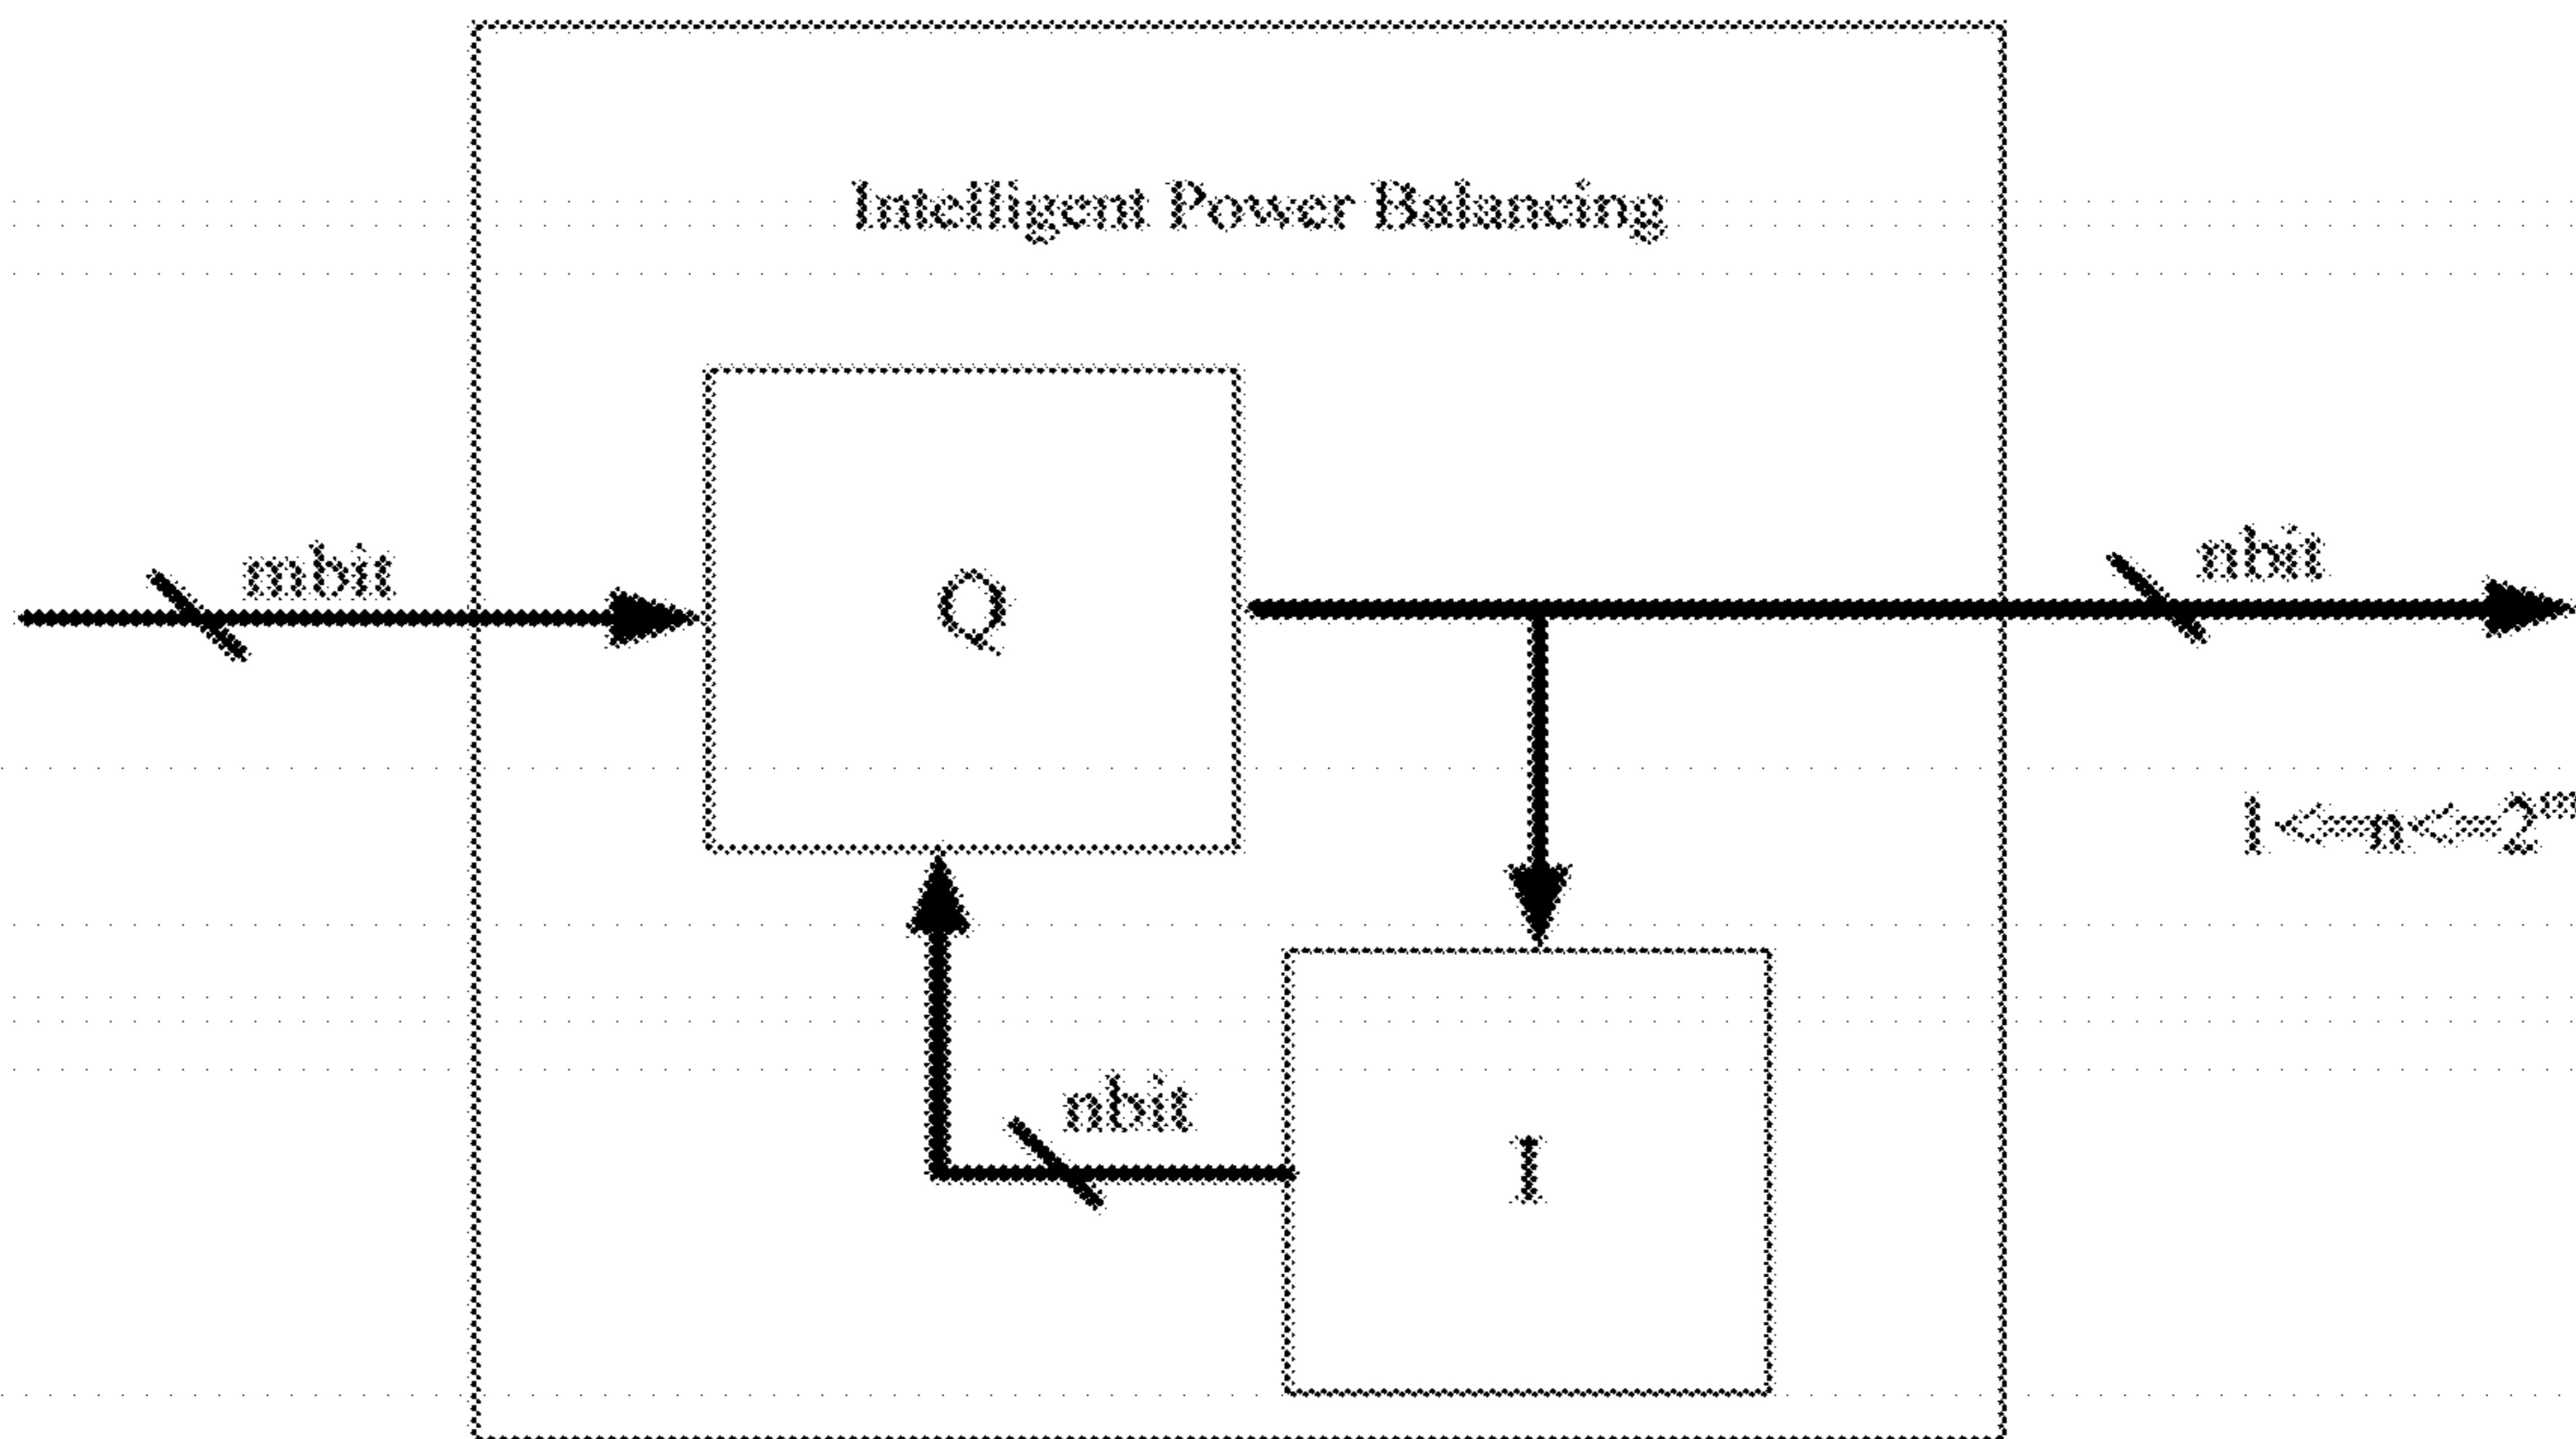 Intelligent Power Balancing
mbit
Q
nbit
1<=n<=2^m
nbit
I